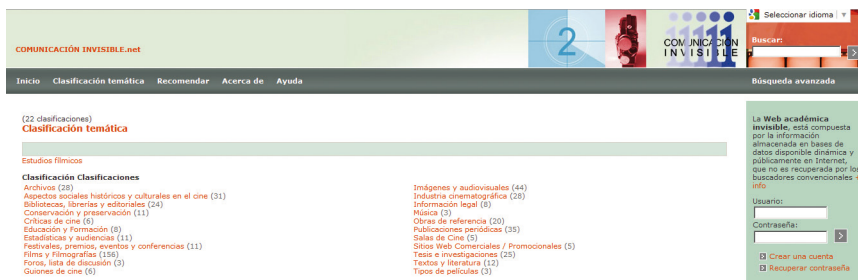 Seleccionar idioma
COMUNICACIÓN INVISIBLE.net
2
COMUNICACIÓN
INVISIBLE
Buscar:
Inicio Clasificación temática Recomendar Acerca de Ayuda
Búsqueda avanzada
(22 clasificaciones)
Clasificación temática
Estudios fílmicos
Clasificación Clasificaciones
Archivos (28)
Aspectos sociales históricos y culturales en el cine (31)
Bibliotecas, librerías y editoriales (24)
Conservación y preservación (11)
Críticas de cine (6)
Educación y Formación (8)
Estadísticas y audiencias (11)
Festivales, premios, eventos y conferencias (11)
Films y Filmografías (156)
Foros, lista de discusión (3)
Guiones de cine (6)
Imágenes y audiovisuales (44)
Industria cinematográfica (28)
Información legal (8)
Música (3)
Obras de referencia (20)
Publicaciones periódicas (35)
Salas de Cine (5)
Sitios Web Comerciales / Promocionales (5)
Tesis e investigaciones (25)
Textos y literatura (12)
Tipos de películas (3)
La Web académica
invisible, está compuesta
por la información
almacenada en bases de
datos disponible dinámica y
públicamente en Internet,
que no es recuperada por los
buscadores convencionales +
info
Usuario:
Contraseña:
Crear una cuenta
Recuperar contraseña